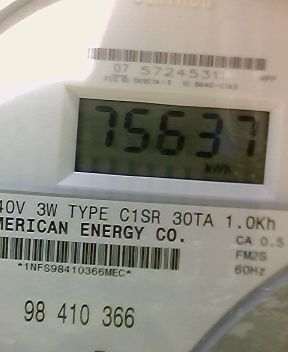 07 5724531
75637
kWh
40V 3W TYPE C1SR 30TA 1.0Kh
MERICAN ENERGY CO.
CA 0.5
*1NFS98410366MEC*
FM2S
60Hz
98 410 366